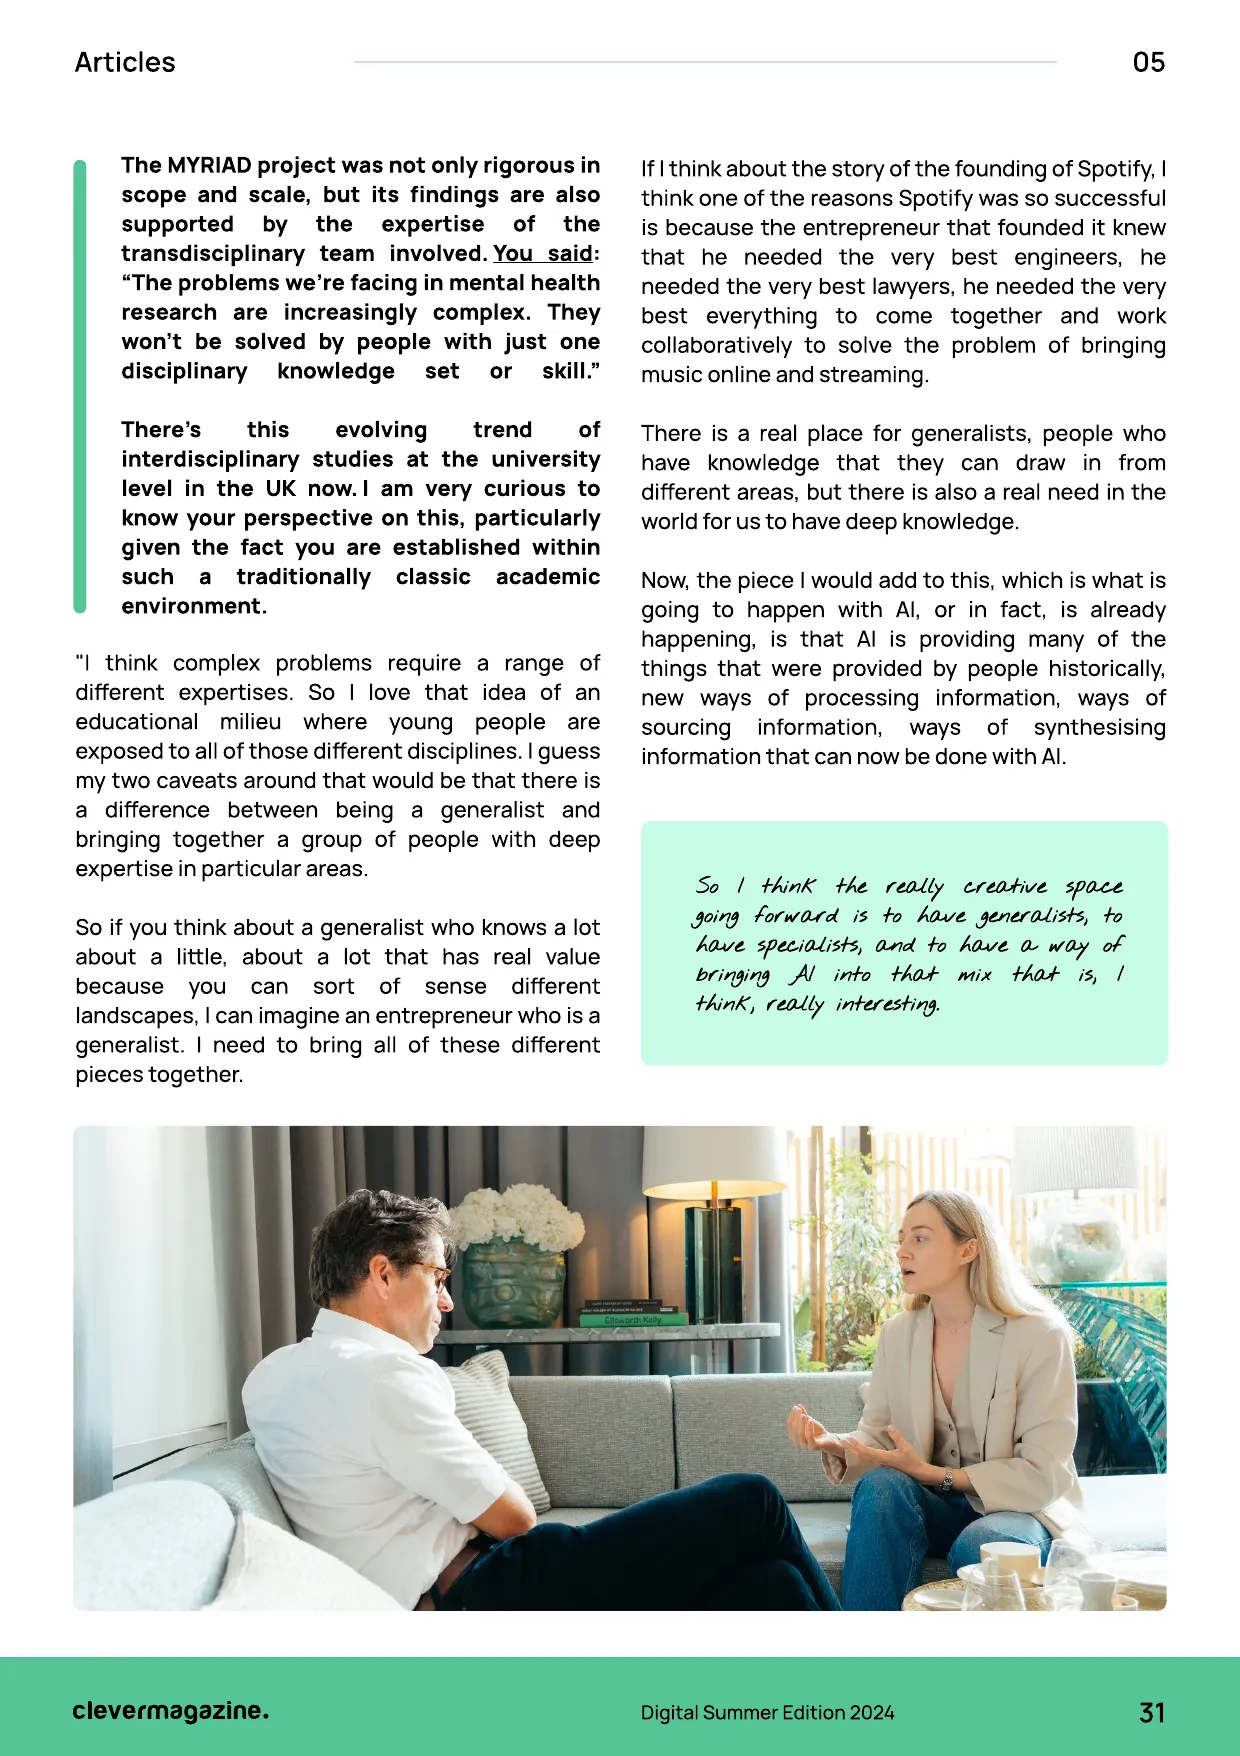 Articles
05
The MYRIAD project was not only rigorous in
scope and scale, but its findings are also
supported by the expertise of the
transdisciplinary team involved. You said:
“The problems we’re facing in mental health
research are increasingly complex. They
won’t be solved by people with just one
disciplinary knowledge set or skill.”
There’s this evolving trend of
interdisciplinary studies at the university
level in the UK now. I am very curious to
know your perspective on this, particularly
given the fact you are established within
such a traditionally classic academic
environment.
"I think complex problems require a range of
different expertises. So I love that idea of an
educational milieu where young people are
exposed to all of those different disciplines. I guess
my two caveats around that would be that there is
a difference between being a generalist and
bringing together a group of people with deep
expertise in particular areas.
So if you think about a generalist who knows a lot
about a little, about a lot that has real value
because you can sort of sense different
landscapes, I can imagine an entrepreneur who is a
generalist. I need to bring all of these different
pieces together.
If I think about the story of the founding of Spotify, I
think one of the reasons Spotify was so successful
is because the entrepreneur that founded it knew
that he needed the very best engineers, he
needed the very best lawyers, he needed the very
best everything to come together and work
collaboratively to solve the problem of bringing
music online and streaming.
There is a real place for generalists, people who
have knowledge that they can draw in from
different areas, but there is also a real need in the
world for us to have deep knowledge.
Now, the piece I would add to this, which is what is
going to happen with AI, or in fact, is already
happening, is that AI is providing many of the
things that were provided by people historically,
new ways of processing information, ways of
sourcing information, ways of synthesising
information that can now be done with AI.
So I think the really creative space
going forward is to have generalists, to
have specialists, and to have a way of
bringing AI into that mix that is, I
think, really interesting.
Ellsworth Kelly
clevermagazine.
Digital Summer Edition 2024
31